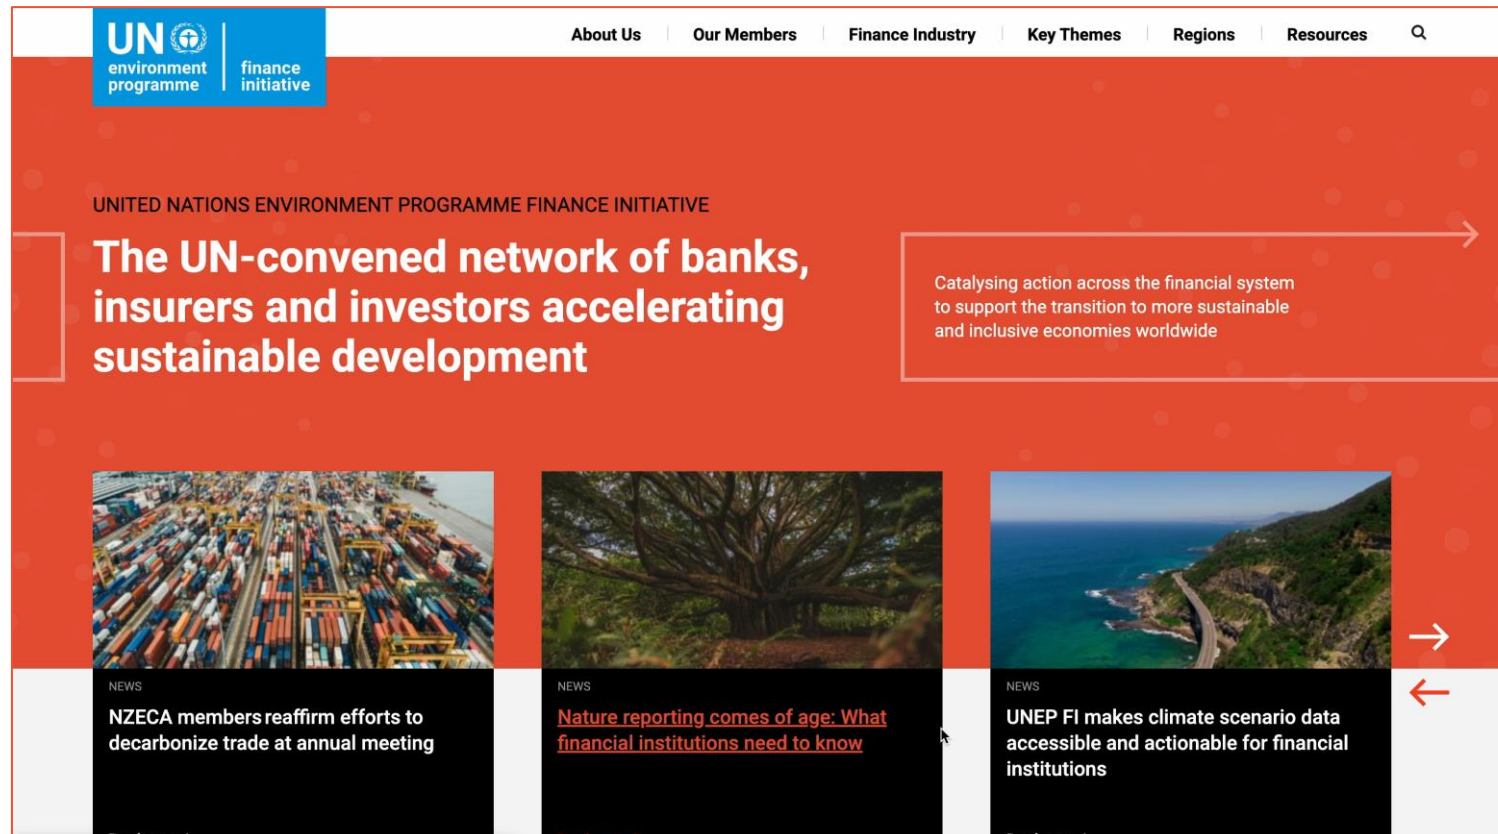 UN
environment
programme
finance
initiative
About Us
Our Members
Finance Industry
Key Themes
Regions
Resources
UNITED NATIONS ENVIRONMENT PROGRAMME FINANCE INITIATIVE
The UN-convened network of banks,
insurers and investors accelerating
sustainable development
Catalysing action across the financial system
to support the transition to more sustainable
and inclusive economies worldwide
NEWS
NZECA members reaffirm efforts to
decarbonize trade at annual meeting
NEWS
Nature reporting comes of age: What
financial institutions need to know
NEWS
UNEP FI makes climate scenario data
accessible and actionable for financial
institutions